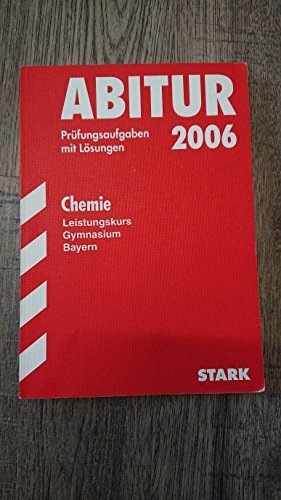 ABITUR
Prüfungsaufgaben
mit Lösungen
2006
Chemie
Leistungskurs
Gymnasium
Bayern
STARK